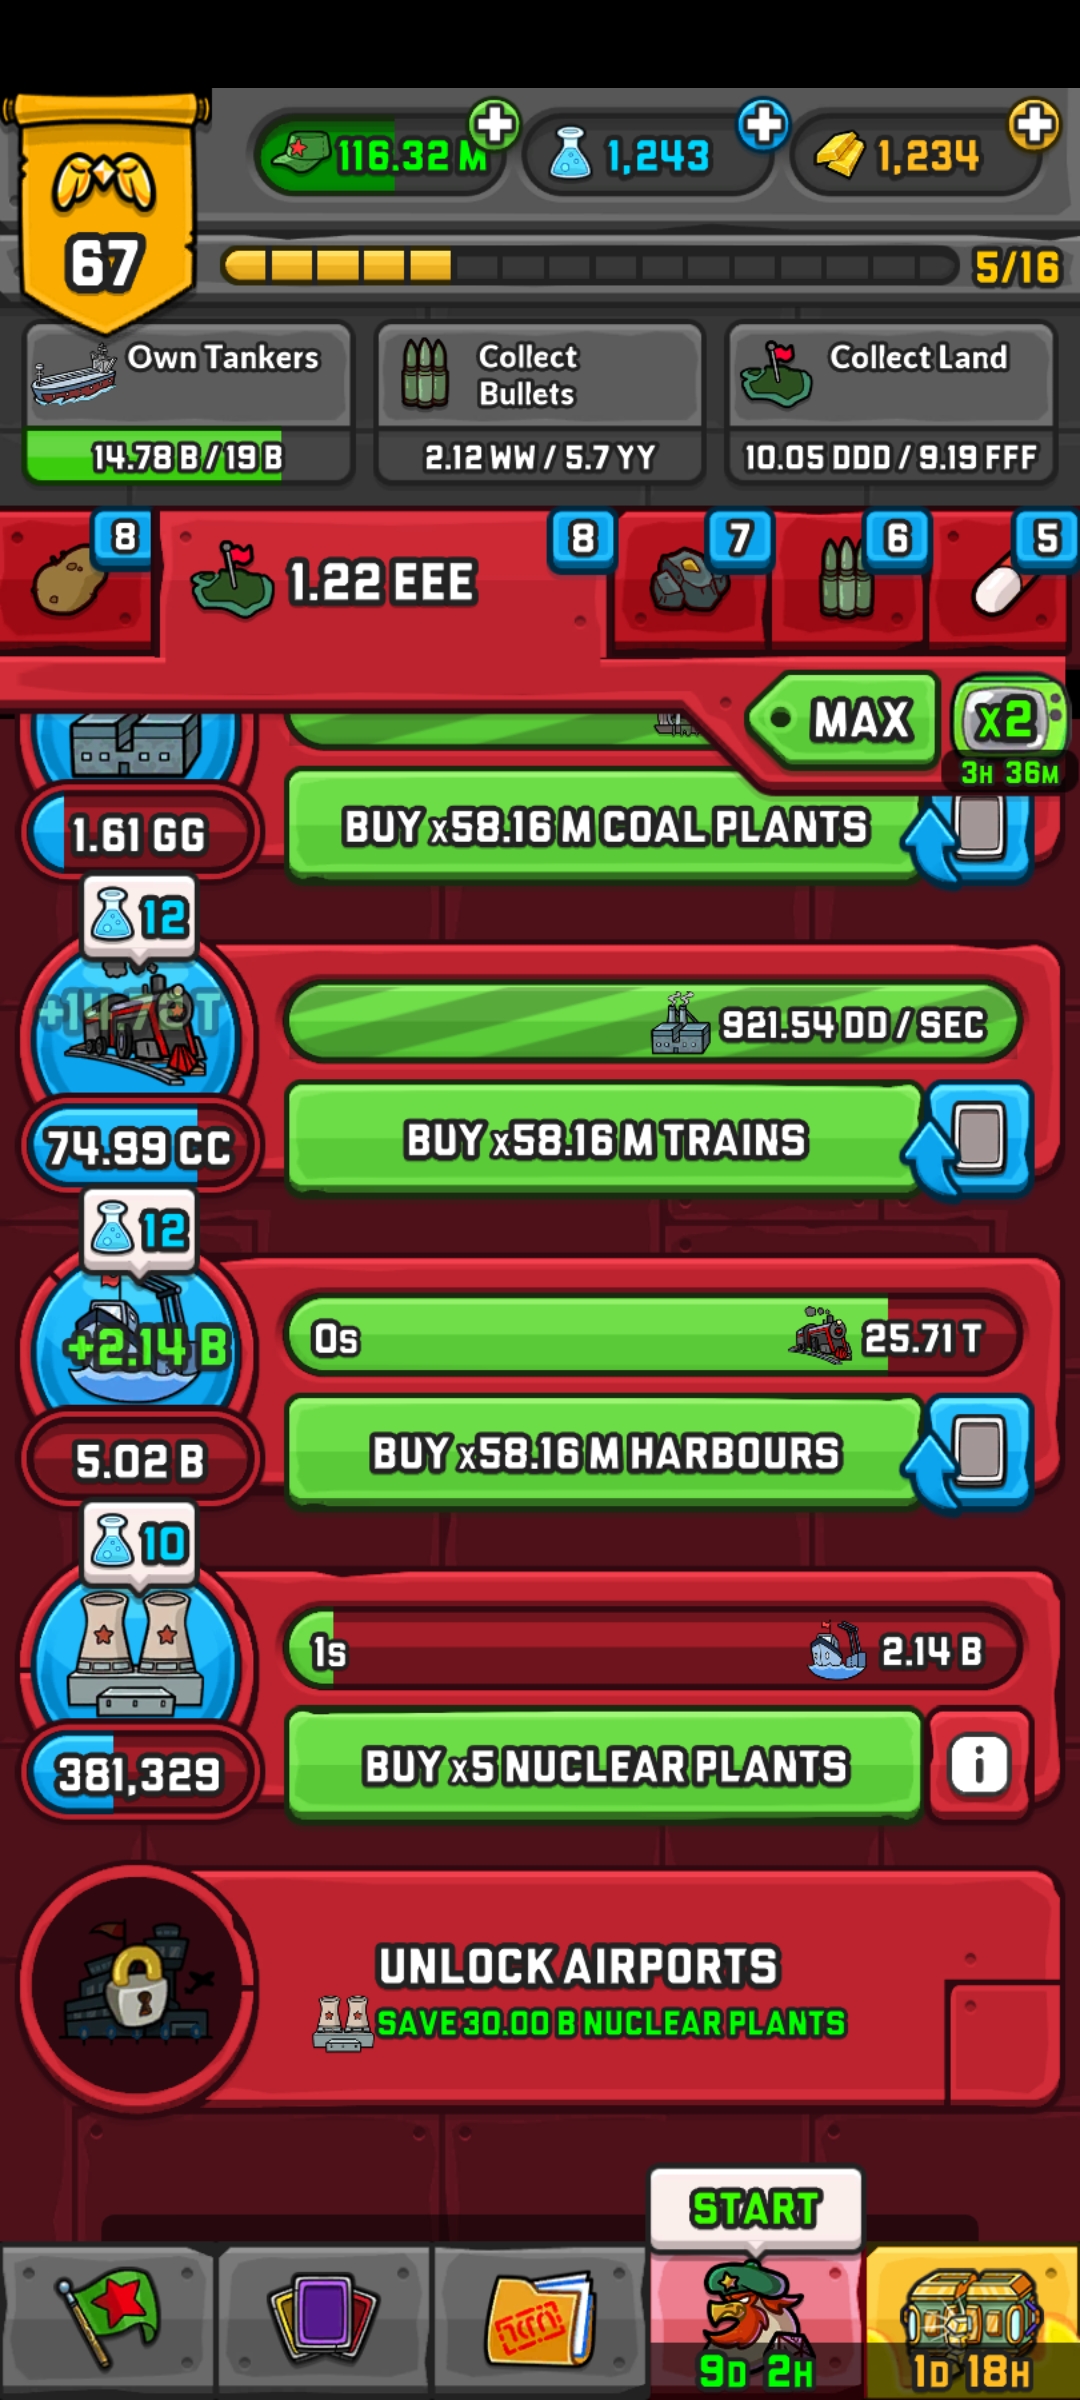 116.32 M
1,243
1,234
67
5/16
Own Tankers
14.78 B / 19 B
Collect
Bullets
2.12 WW / 5.7 YY
Collect Land
10.05 DDD / 9.19 FFF
8
1.22 EEE
8
7
6
5
MAX
x2
3H 36M
1.61 GG
BUY x58.16 M COAL PLANTS
12
+14.78 T
921.54 DD / SEC
74.99 CC
BUY x58.16 M TRAINS
12
+2.14 B
0s
25.71 T
5.02 B
BUY x58.16 M HARBOURS
10
1s
2.14 B
381,329
BUY x5 NUCLEAR PLANTS
i
UNLOCK AIRPORTS
SAVE 30.00 B NUCLEAR PLANTS
START
9D 2H
1D 18H